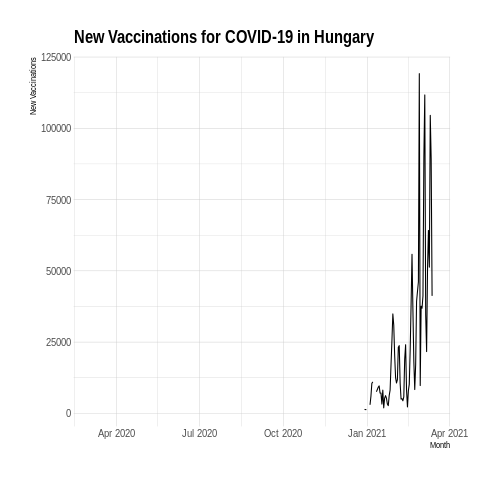 New Vaccinations for COVID-19 in Hungary
New Vaccinations
125000
100000
75000
50000
25000
0
Apr 2020 Jul 2020 Oct 2020 Jan 2021 Apr 2021
Month